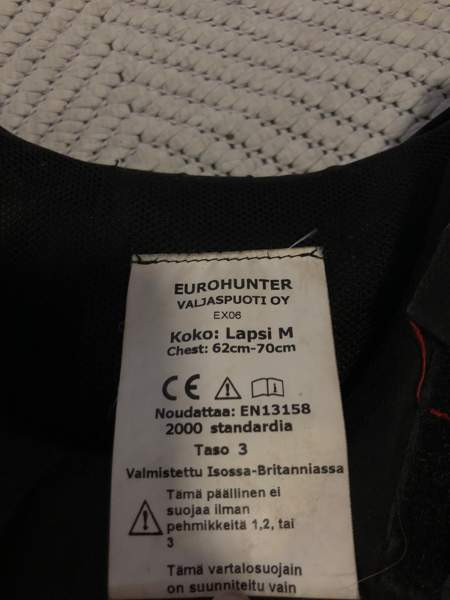 EUROHUNTER
VALJASPUOTI OY
EX06
Koko: Lapsi M
Chest: 62cm-70cm
CE
Noudattaa: EN13158
2000 standardia
Taso 3
Valmistettu Isossa-Britanniassa
Tämä päällinen ei
suojaa ilman
pehmikkeitä 1,2, tai
3
Tämä vartalosuojain
on suunniteltu vain